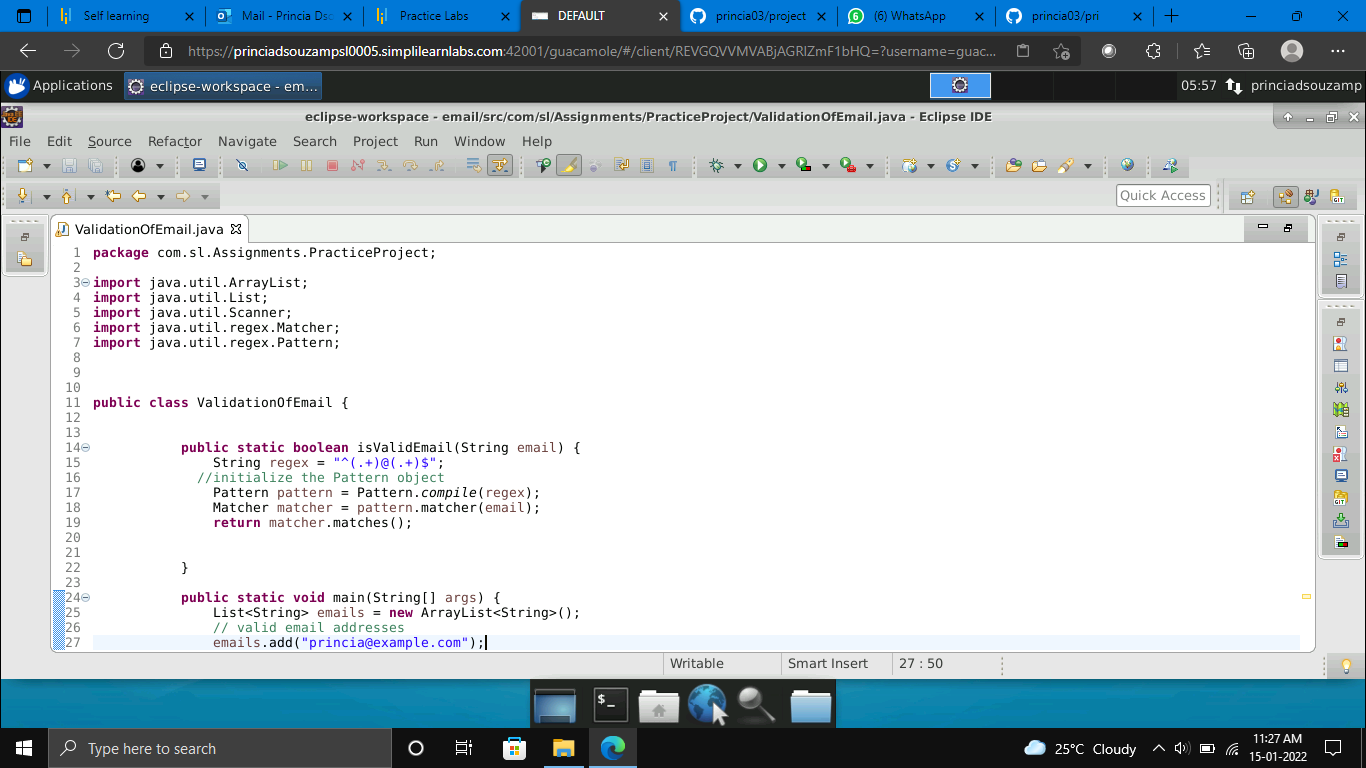 Self learning
Mail - Princia Dso
Practice Labs
DEFAULT
princia03/project
(6) WhatsApp
princia03/pri
https://princiadsouzampsl0005.simplilearnlabs.com:42001/guacamole/#/client/REVGQVVMVABjAGRlZmF1bHQ=?username=guac...
Applications
eclipse-workspace - em...
05:57
princiadsouzamp
eclipse-workspace - email/src/com/sl/Assignments/PracticeProject/ValidationOfEmail.java - Eclipse IDE
File Edit Source Refactor Navigate Search Project Run Window Help
Quick Access
ValidationOfEmail.java
1 package com.sl.Assignments.PracticeProject;
2
3 import java.util.ArrayList;
4 import java.util.List;
5 import java.util.Scanner;
6 import java.util.regex.Matcher;
7 import java.util.regex.Pattern;
8
9
10
11 public class ValidationOfEmail {
12
13
14 public static boolean isValidEmail(String email) {
15 String regex = "^(.+)@(.+)$";
16 //initialize the Pattern object
17 Pattern pattern = Pattern.compile(regex);
18 Matcher matcher = pattern.matcher(email);
19 return matcher.matches();
20
21
22 }
23
24 public static void main(String[] args) {
25 List<String> emails = new ArrayList<String>();
26 // valid email addresses
27 emails.add("princia@example.com");
Writable
Smart Insert
27 : 50
Type here to search
25°C Cloudy
11:27 AM
15-01-2022